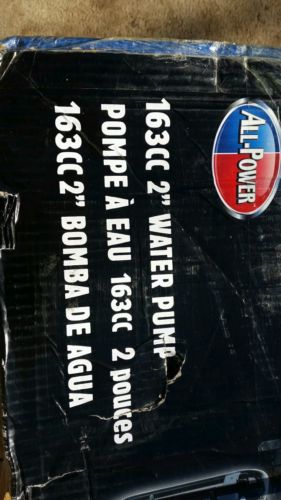 ALL-POWER
163CC 2" WATER PUMP
POMPE À EAU 163CC 2 pouces
163CC 2" BOMBA DE AGUA